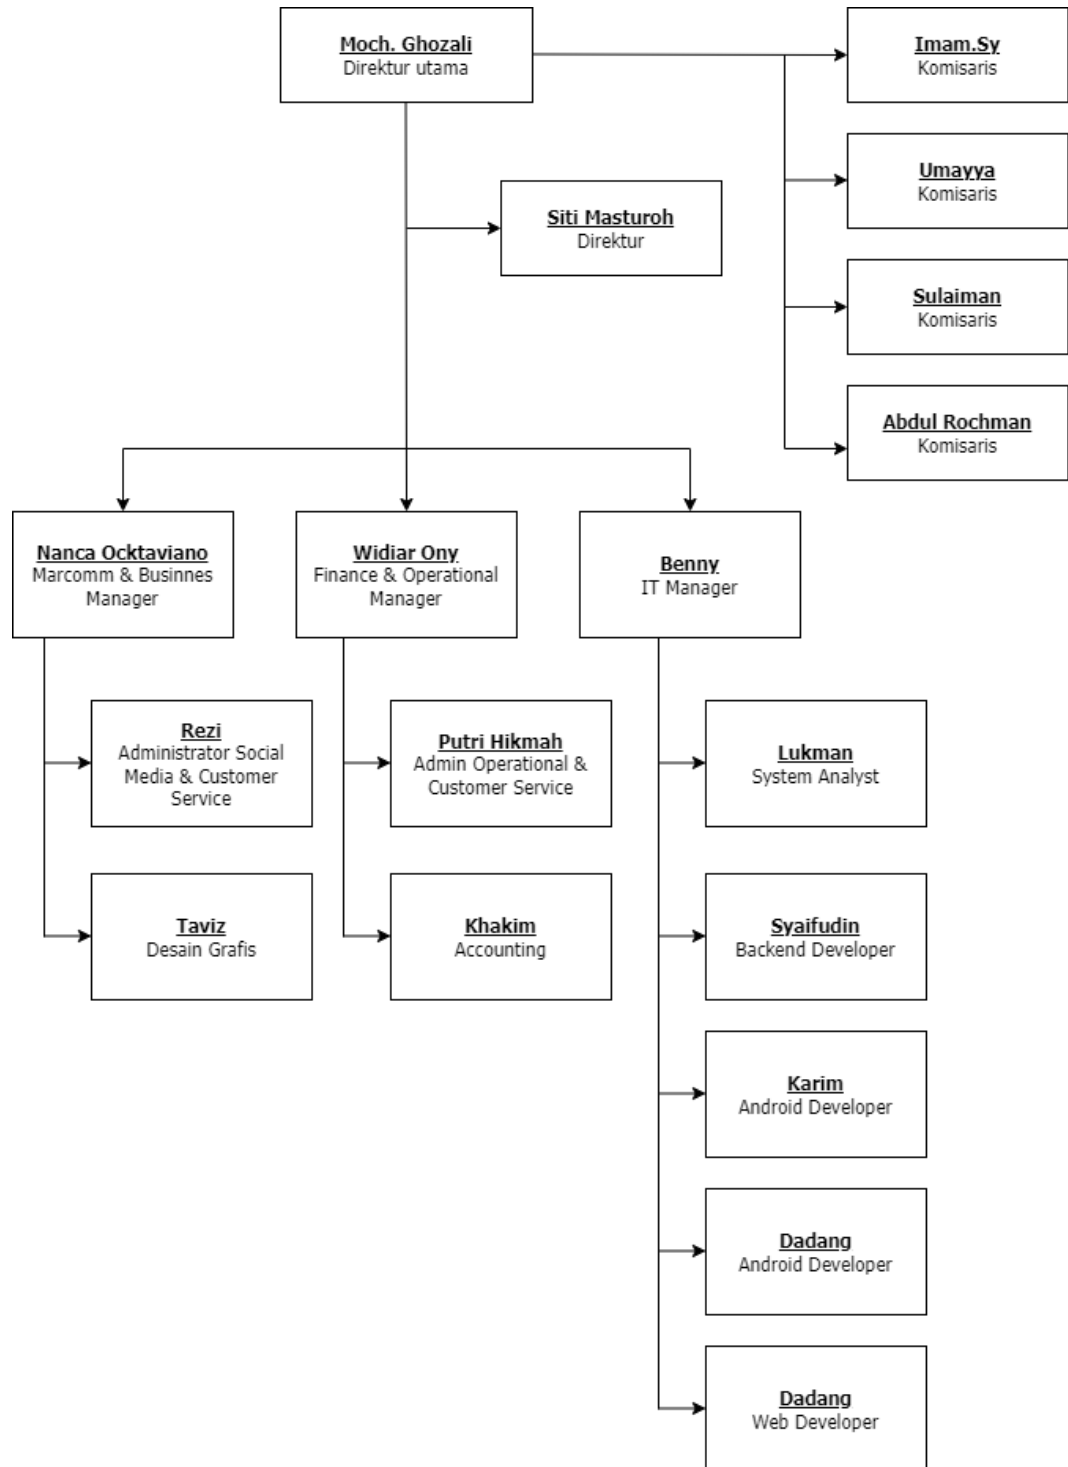 Moch. Ghozali
Direktur utama
Imam.Sy
Komisaris
Umayya
Komisaris
Siti Masturoh
Direktur
Sulaiman
Komisaris
Abdul Rochman
Komisaris
Nanca Ocktaviano
Marcomm & Businnes
Manager
Widiar Ony
Finance & Operational
Manager
Benny
IT Manager
Rezi
Administrator Social
Media & Customer
Service
Putri Hikmah
Admin Operational &
Customer Service
Lukman
System Analyst
Taviz
Desain Grafis
Khakim
Accounting
Syaifudin
Backend Developer
Karim
Android Developer
Dadang
Android Developer
Dadang
Web Developer